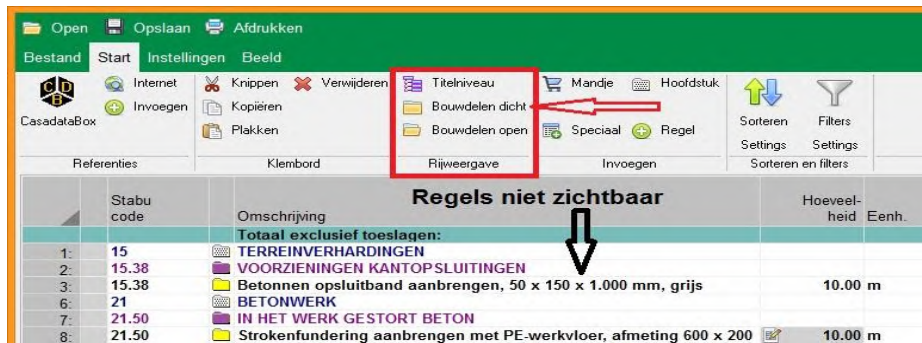 Open Opslaan Afdrukken
Bestand Start Instellingen Beeld
Internet Knippen Verwijderen Titelniveau Mandje Hoofdstuk
CDB
Invoegen Kopiëren Bouwdelen dicht
CasadataBox Plakken Bouwdelen open Speciaal Regel Sorteren Filters
Settings Settings
Referenties Klembord Rijweergave Invoegen Sorteren en filters
Regels niet zichtbaar
Stabu Hoeveel-
code Omschrijving heid Eenh.
Totaal exclusief toeslagen:
1: 15 TERREINVERHARDINGEN
2: 15.38 VOORZIENINGEN KANTOPSLUITINGEN
3: 15.38 Betonnen opsluitband aanbrengen, 50 x 150 x 1.000 mm, grijs 10.00 m
6: 21 BETONWERK
7: 21.50 IN HET WERK GESTORT BETON
8: 21.50 Strokenfundering aanbrengen met PE-werkvloer, afmeting 600 x 200 10.00 m